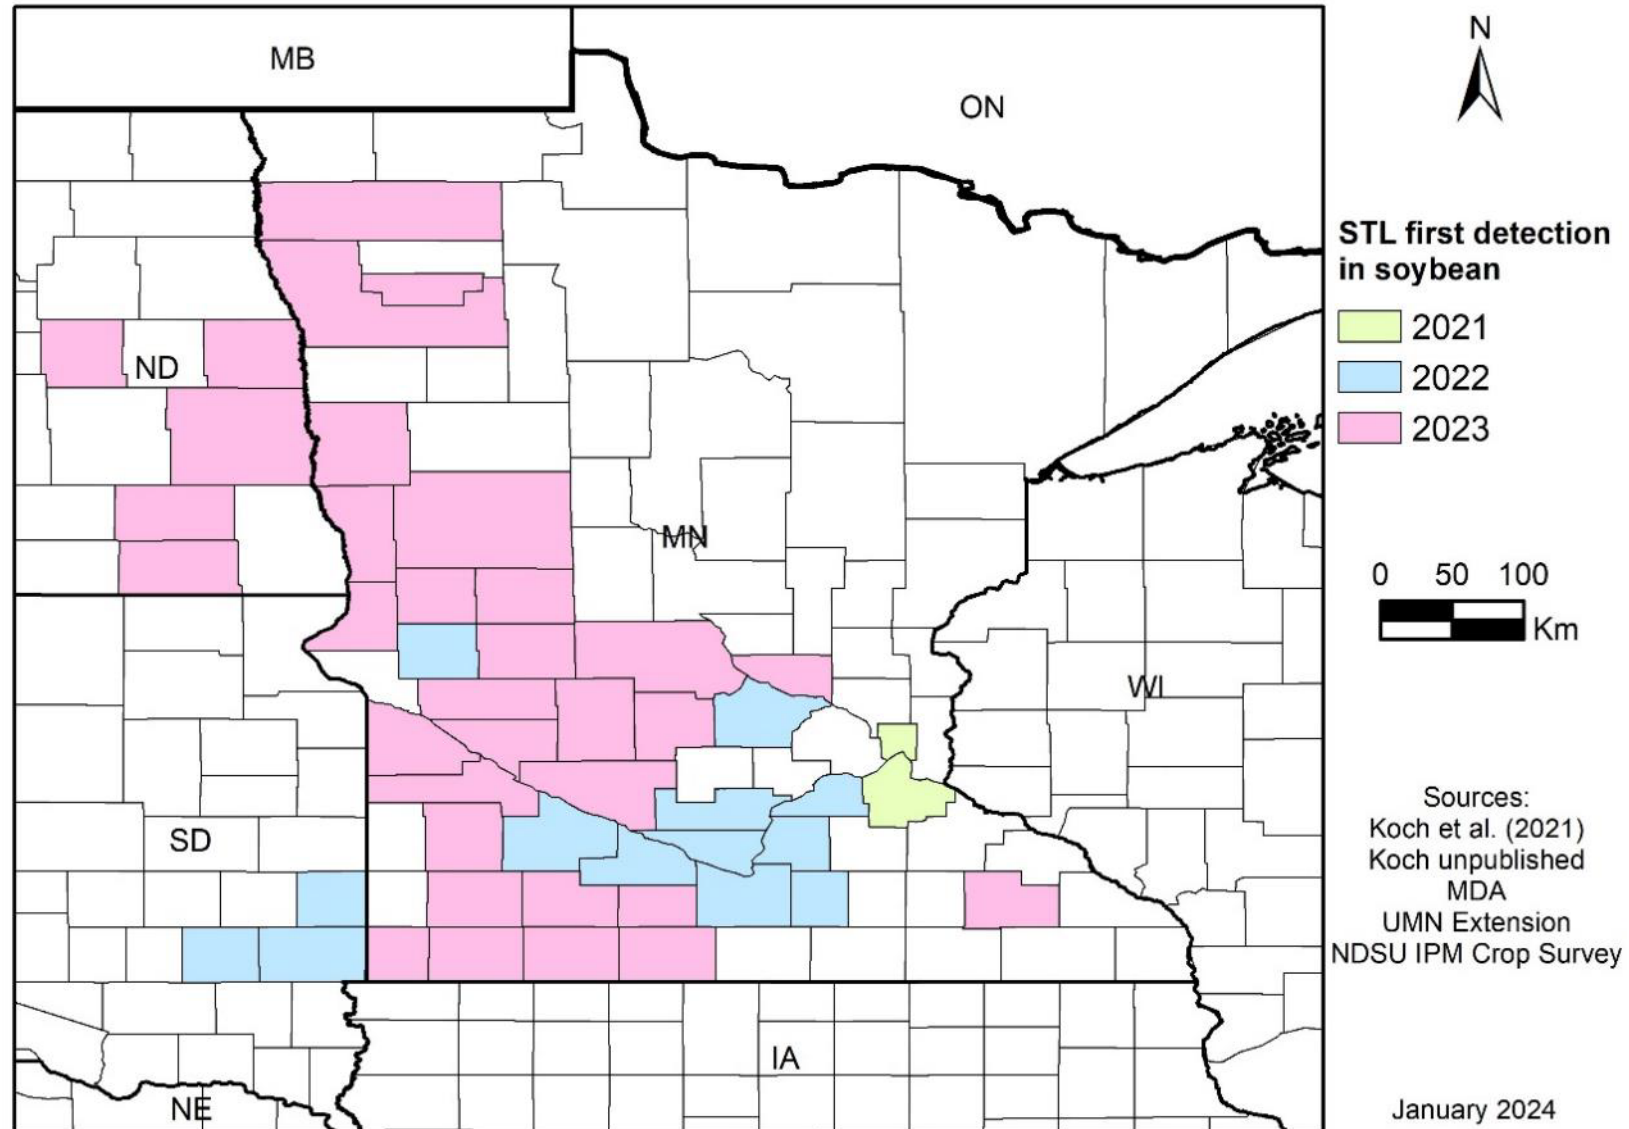 MB
ON
N
ND
MN
WI
SD
IA
NE
STL first detection
in soybean
2021
2022
2023
0 50 100
Km
Sources:
Koch et al. (2021)
Koch unpublished
MDA
UMN Extension
NDSU IPM Crop Survey
January 2024